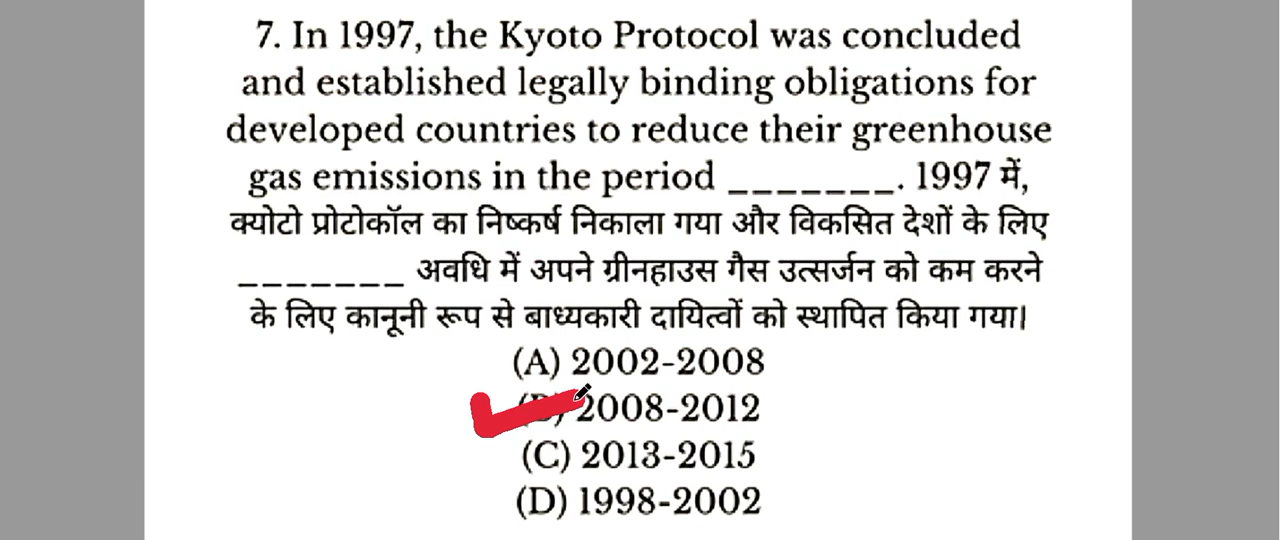 7. In 1997, the Kyoto Protocol was concluded
and established legally binding obligations for
developed countries to reduce their greenhouse
gas emissions in the period _______. 1997 में,
क्योटो प्रोटोकॉल का निष्कर्ष निकाला गया और विकसित देशों के लिए
_______ अवधि में अपने ग्रीनहाउस गैस उत्सर्जन को कम करने
के लिए कानूनी रूप से बाध्यकारी दायित्वों को स्थापित किया गया।
(A) 2002-2008
(B) 2008-2012
(C) 2013-2015
(D) 1998-2002